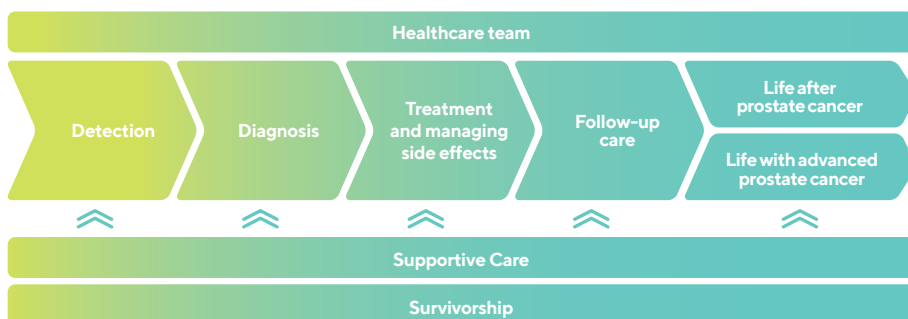 Healthcare team
Detection
Diagnosis
Treatment
and managing
side effects
Follow-up
care
Life after
prostate cancer
Life with advanced
prostate cancer
Supportive Care
Survivorship